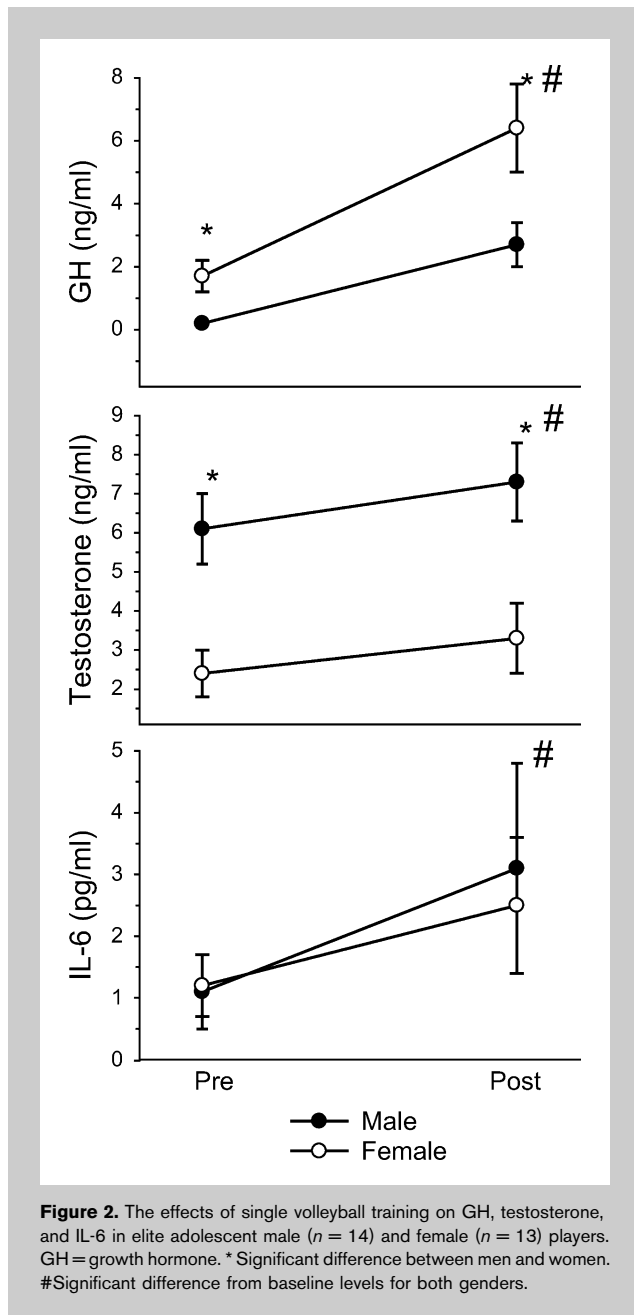 8
* #
6
GH (ng/ml)
4
*
2
0
9
* #
8
*
7
Testosterone (ng/ml)
6
5
4
3
2
5
#
4
IL-6 (pg/ml)
3
2
1
0
Pre Post
Male
Female
Figure 2. The effects of single volleyball training on GH, testosterone,
and IL-6 in elite adolescent male (n = 14) and female (n = 13) players.
GH = growth hormone. * Significant difference between men and women.
#Significant difference from baseline levels for both genders.